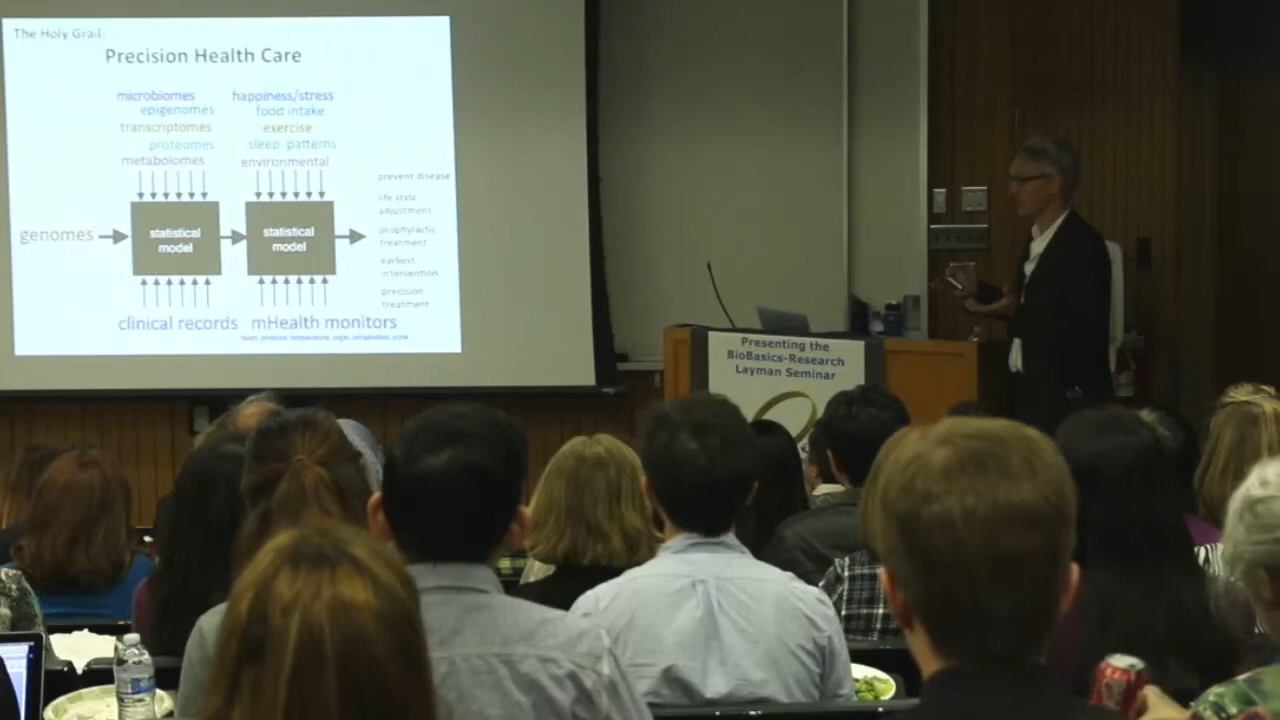 The Holy Grail:
Precision Health Care
microbiomes
epigenomes
transcriptomes
proteomes
metabolomes
happiness/stress
food intake
exercise
sleep patterns
environmental
genomes
statistical
model
statistical
model
prevent disease
life style
adjustment
prophylactic
treatment
earliest
intervention
precision
treatment
clinical records
mHealth monitors
Presenting the
BioBasics-Research
Layman Seminar